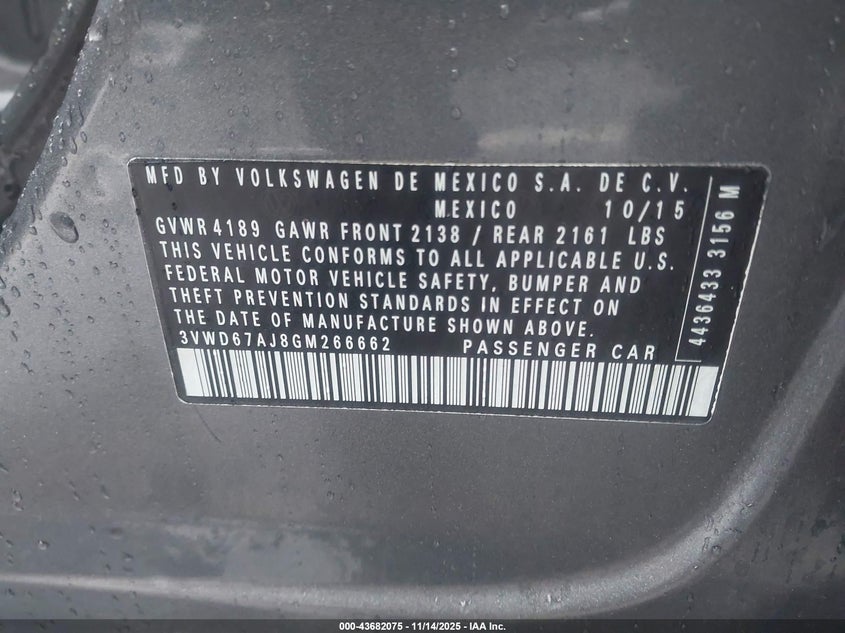 MFD BY VOLKSWAGEN DE MEXICO S.A. DE C.V.
MEXICO 10/15
GVWR 4189 GAWR FRONT 2138 / REAR 2161 LBS
THIS VEHICLE CONFORMS TO ALL APPLICABLE U.S.
FEDERAL MOTOR VEHICLE SAFETY, BUMPER AND
THEFT PREVENTION STANDARDS IN EFFECT ON
THE DATE OF MANUFACTURE SHOWN ABOVE.
3VWD67AJ8GM266662 PASSENGER CAR
4436433 3156 M
000-43682075 - 11/14/2025 - IAA Inc.